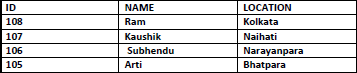 ID NAME LOCATION
108 Ram Kolkata
107 Kaushik Naihati
106 Subhendu Narayanpara
105 Arti Bhatpara